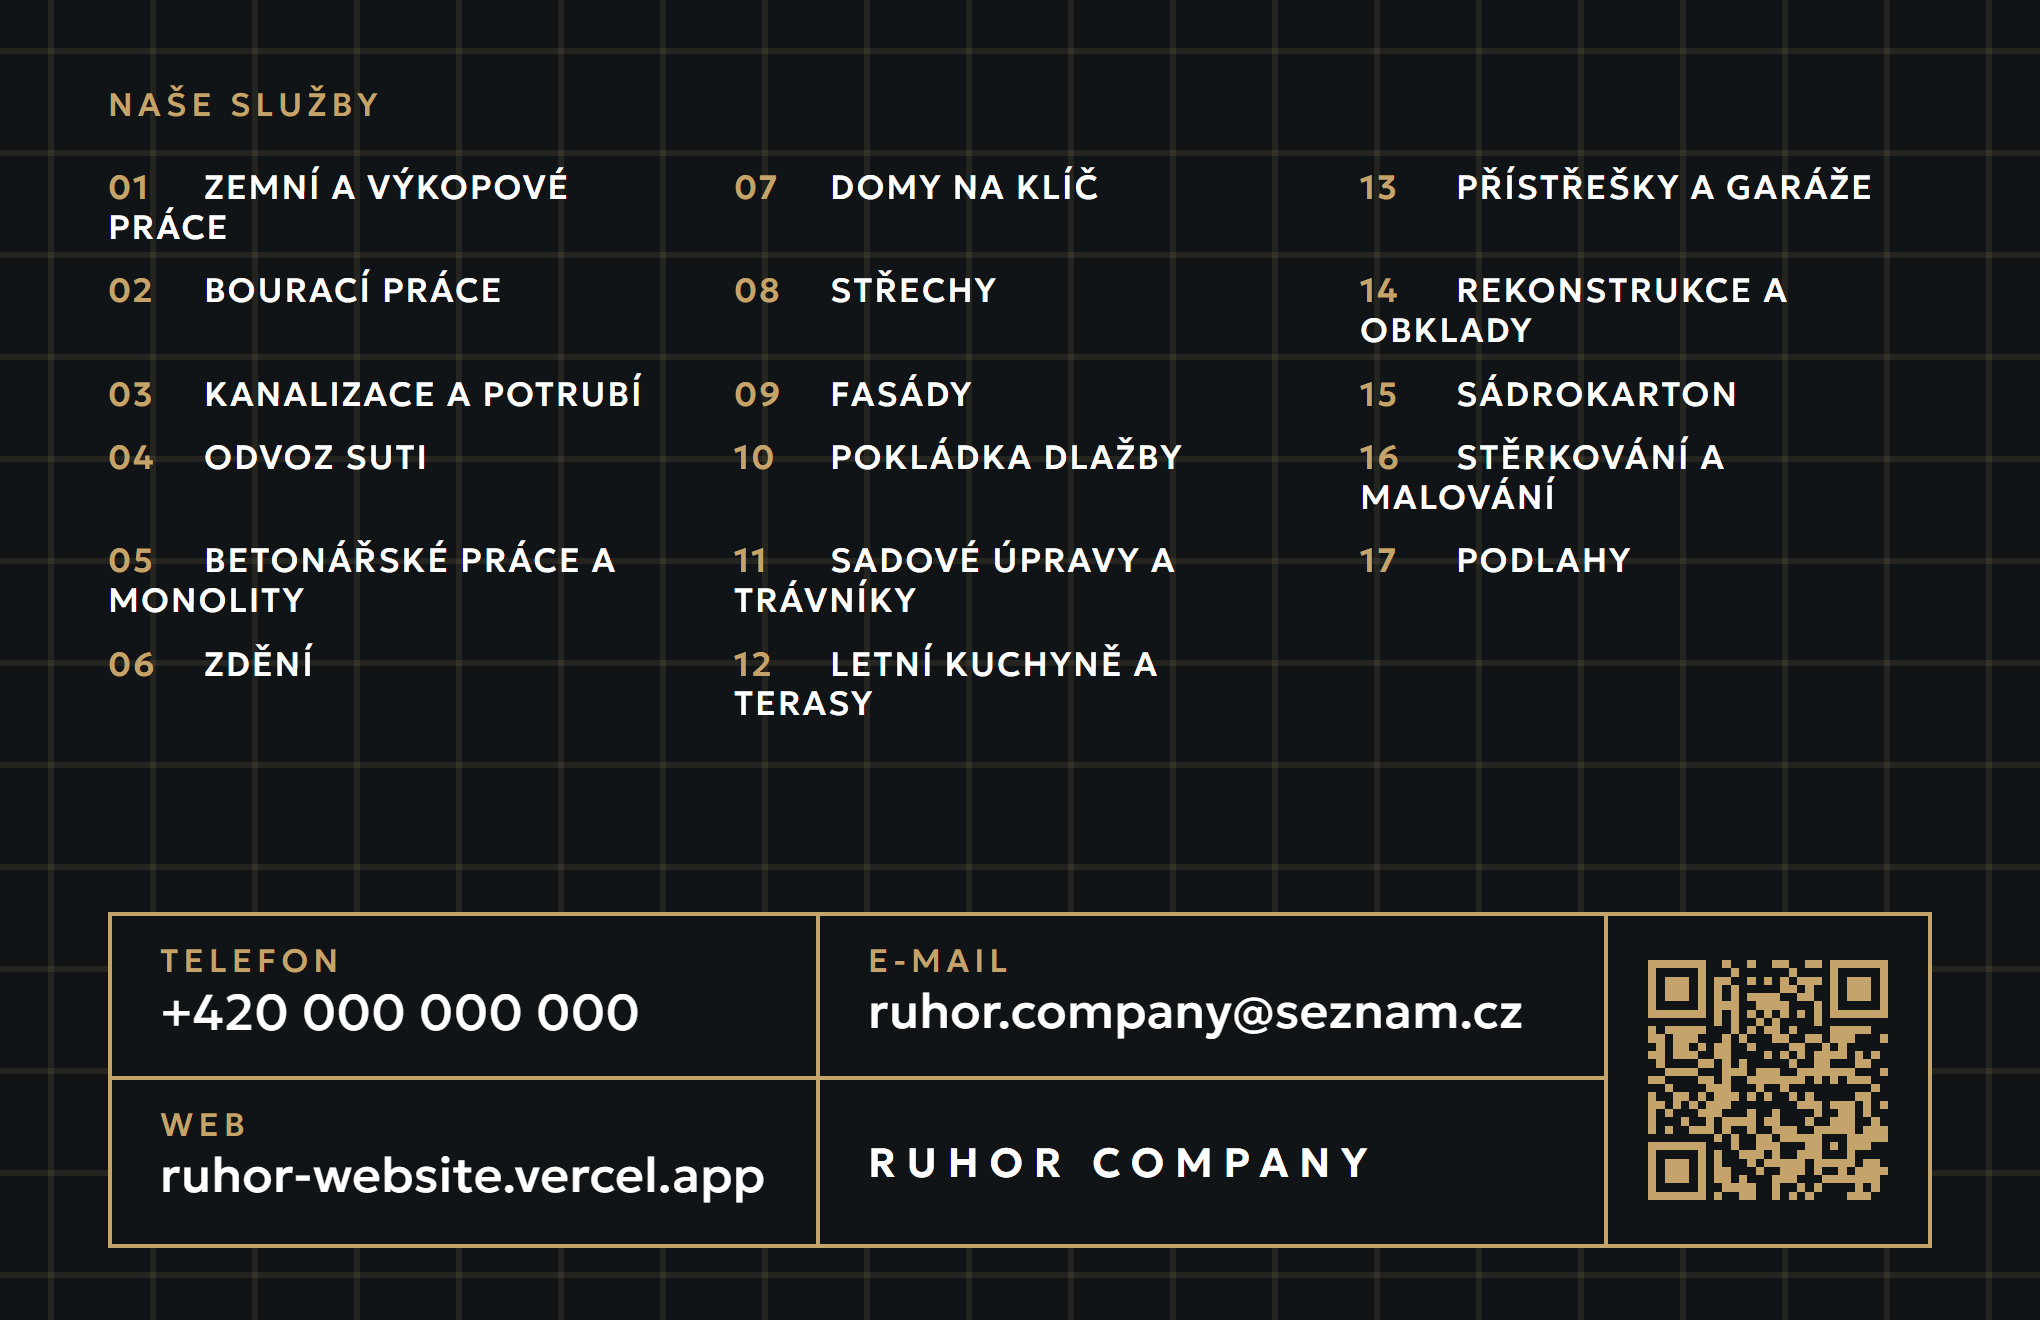 NAŠE SLUŽBY
01 ZEMNÍ A VÝKOPOVÉ
PRÁCE
02 BOURACÍ PRÁCE
03 KANALIZACE A POTRUBÍ
04 ODVOZ SUTI
05 BETONÁŘSKÉ PRÁCE A
MONOLITY
06 ZDĚNÍ
07 DOMY NA KLÍČ
08 STŘECHY
09 FASÁDY
10 POKLÁDKA DLAŽBY
11 SADOVÉ ÚPRAVY A
TRÁVNÍKY
12 LETNÍ KUCHYNĚ A
TERASY
13 PŘÍSTŘEŠKY A GARÁŽE
14 REKONSTRUKCE A
OBKLADY
15 SÁDROKARTON
16 STĚRKOVÁNÍ A
MALOVÁNÍ
17 PODLAHY
TELEFON
+420 000 000 000
E-MAIL
ruhor.company@seznam.cz
WEB
ruhor-website.vercel.app
RUHOR COMPANY